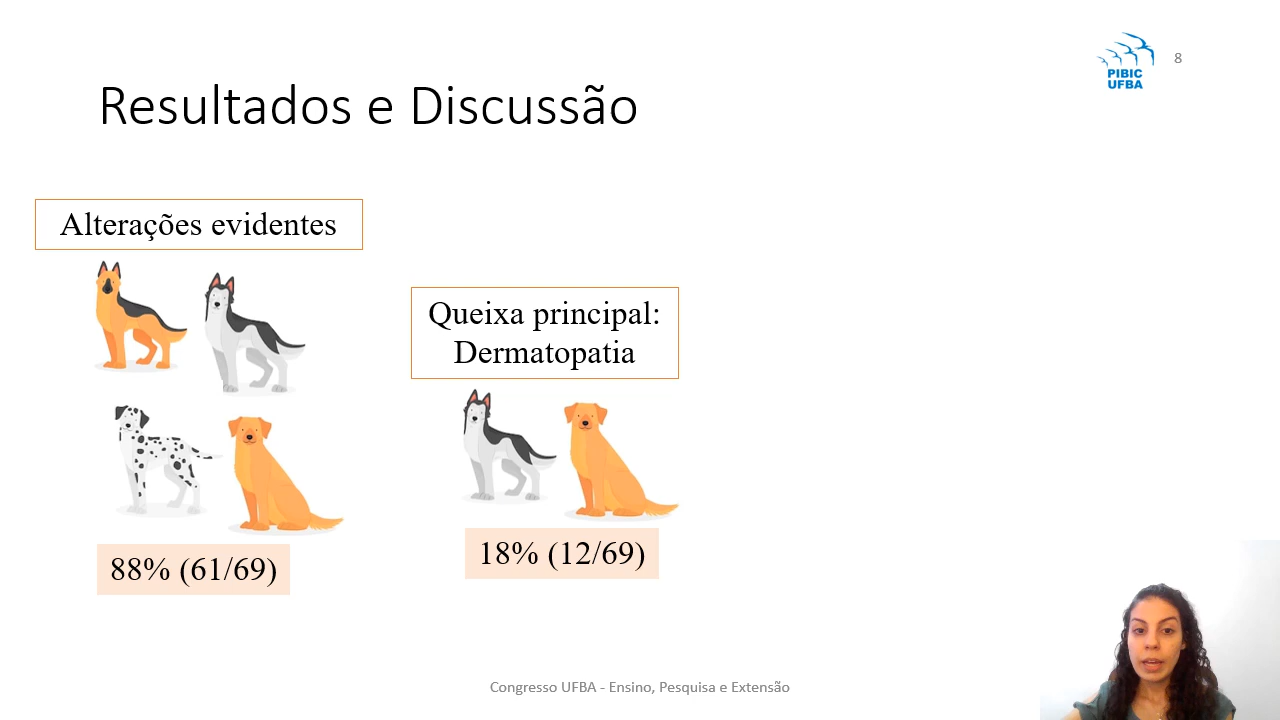 PIBIC
UFBA
8
Resultados e Discussão
Alterações evidentes
Queixa principal:
Dermatopatia
88% (61/69)
18% (12/69)
Congresso UFBA - Ensino, Pesquisa e Extensão